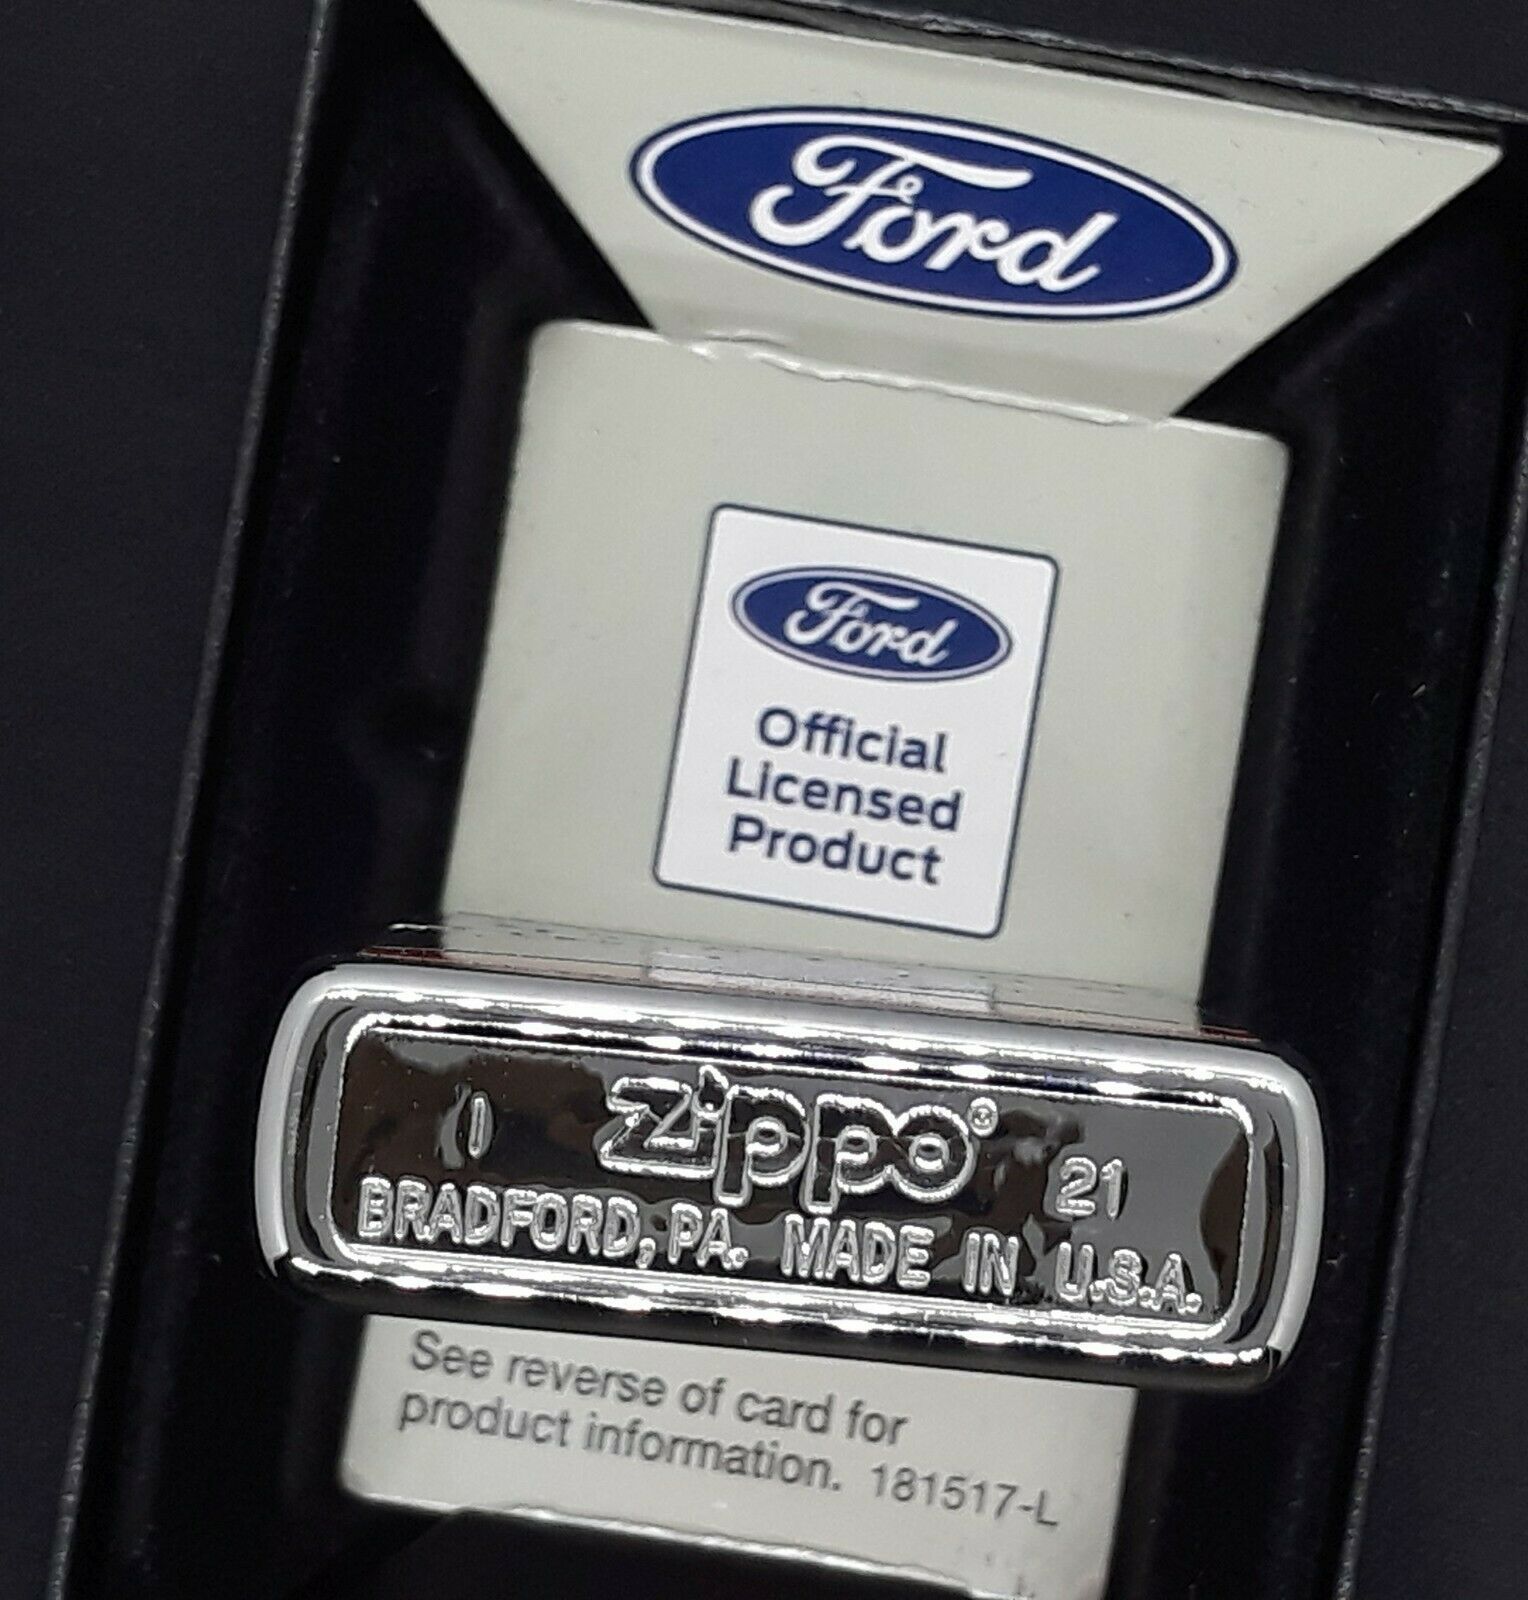 Ford
Ford
Official
Licensed
Product
I zippo® 21
BRADFORD, PA. MADE IN U.S.A.
See reverse of card for
product information. 181517-L